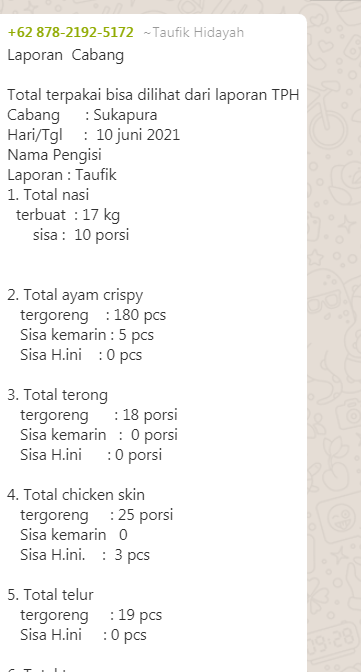 +62 878-2192-5172 ~Taufik Hidayah
Laporan Cabang
Total terpakai bisa dilihat dari laporan TPH
Cabang : Sukapura
Hari/Tgl : 10 juni 2021
Nama Pengisi
Laporan : Taufik
1. Total nasi
terbuat : 17 kg
sisa : 10 porsi
2. Total ayam crispy
tergoreng : 180 pcs
Sisa kemarin : 5 pcs
Sisa H.ini : 0 pcs
3. Total terong
tergoreng : 18 porsi
Sisa kemarin : 0 porsi
Sisa H.ini : 0 porsi
4. Total chicken skin
tergoreng : 25 porsi
Sisa kemarin 0
Sisa H.ini. : 3 pcs
5. Total telur
tergoreng : 19 pcs
Sisa H.ini : 0 pcs